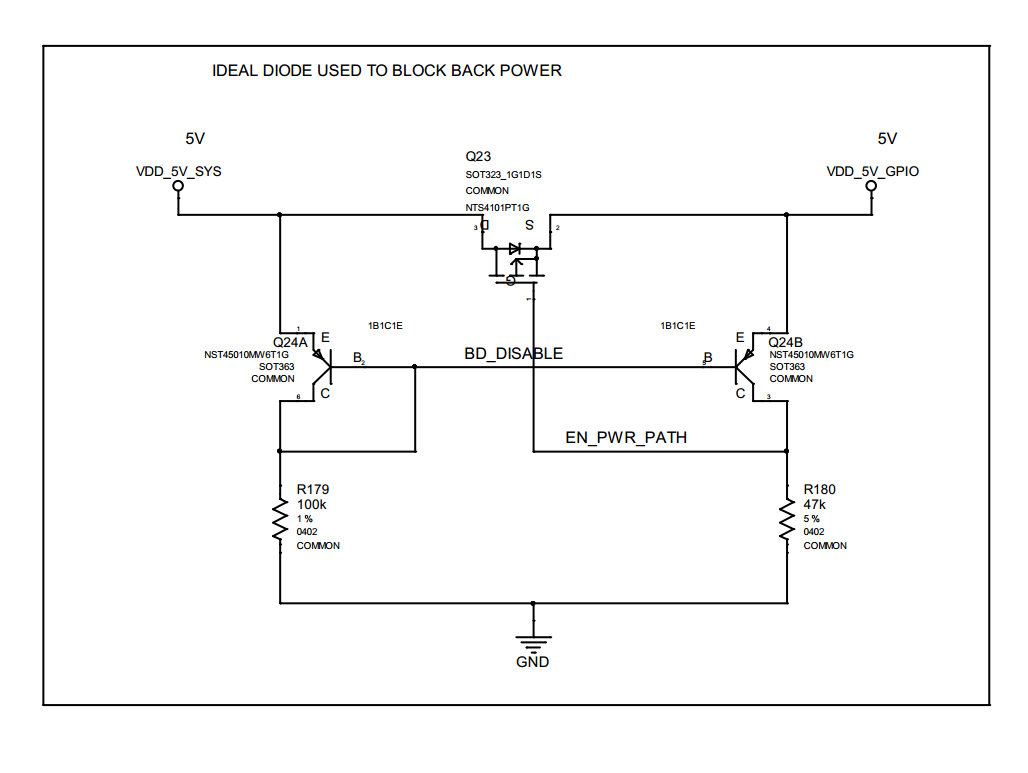 IDEAL DIODE USED TO BLOCK BACK POWER
5V
5V
VDD_5V_SYS
VDD_5V_GPIO
Q23
SOT323_1G1D1S
COMMON
NTS4101PT1G
3
D
S
2
G
1
1
E
Q24A
NST45010MW6T1G
SOT363
COMMON
1B1C1E
B
2
C
6
BD_DISABLE
1B1C1E
B
5
E
4
Q24B
NST45010MW6T1G
SOT363
COMMON
C
3
EN_PWR_PATH
R179
100k
1 %
0402
COMMON
R180
47k
5 %
0402
COMMON
GND